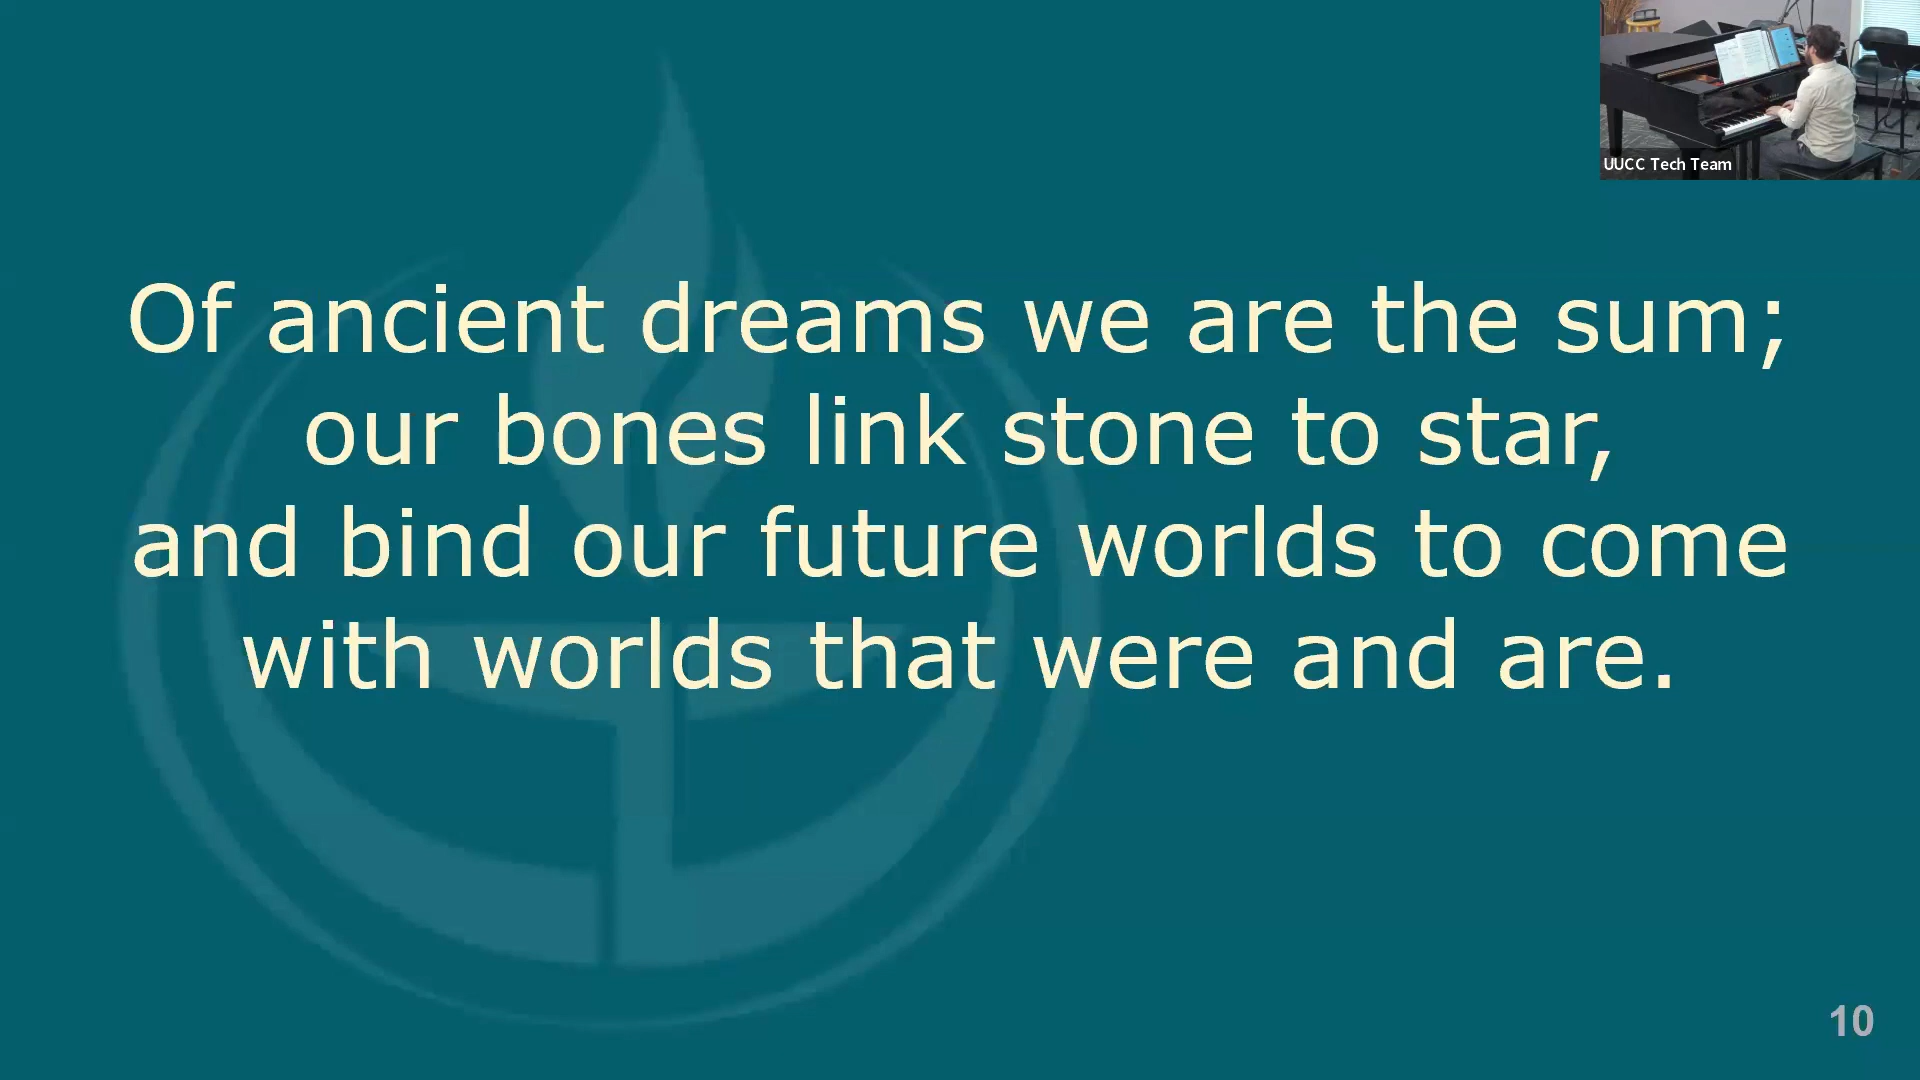 UUCC Tech Team
Of ancient dreams we are the sum;
our bones link stone to star,
and bind our future worlds to come
with worlds that were and are.
10